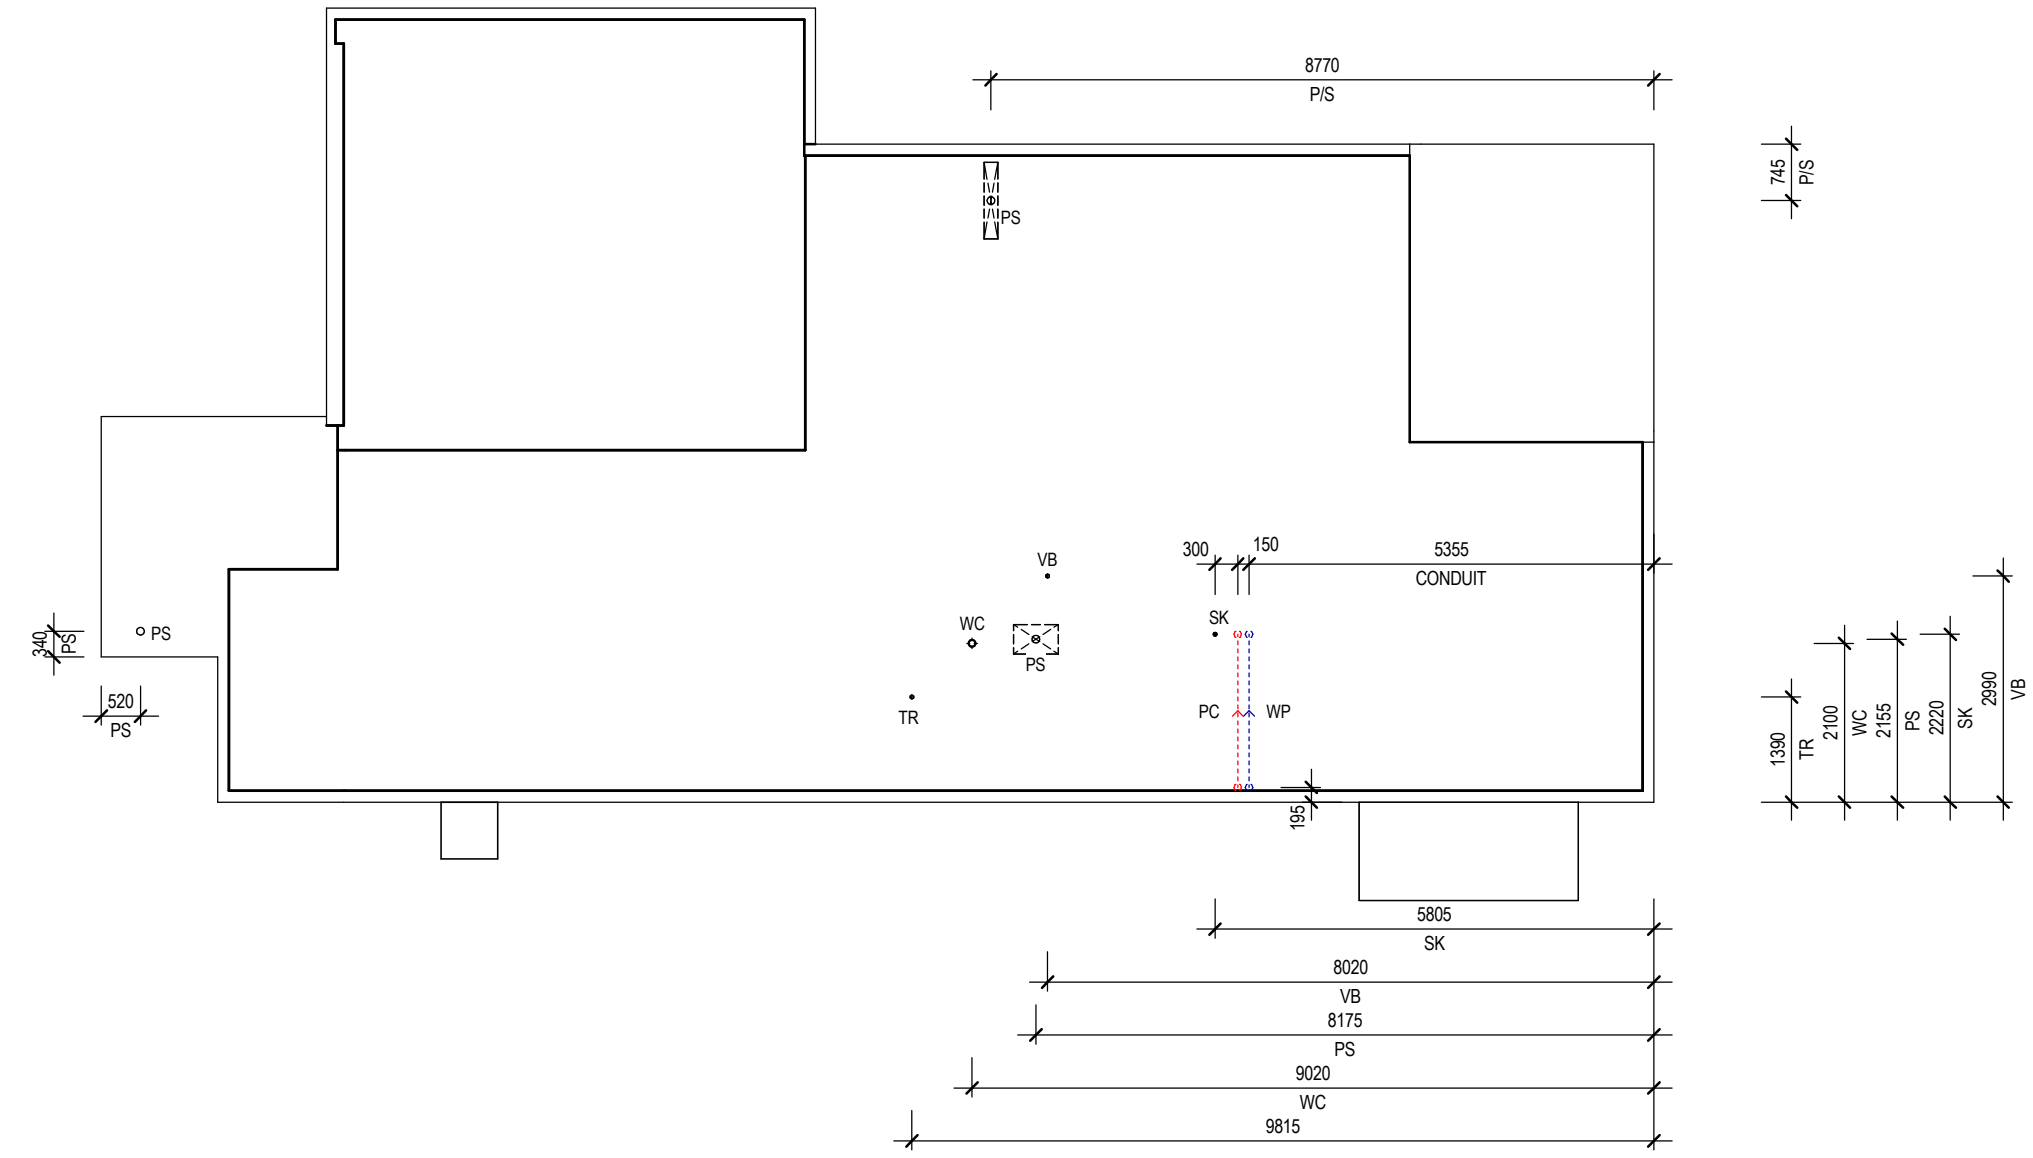 8770
P/S
745
P/S
PS
300
150
5355
CONDUIT
VB
SK
WC
PS
PS
340
PS
520
PS
TR
PC
WP
195
1390
TR
2100
WC
2155
PS
2220
SK
2990
VB
5805
SK
8020
VB
8175
PS
9020
WC
9815